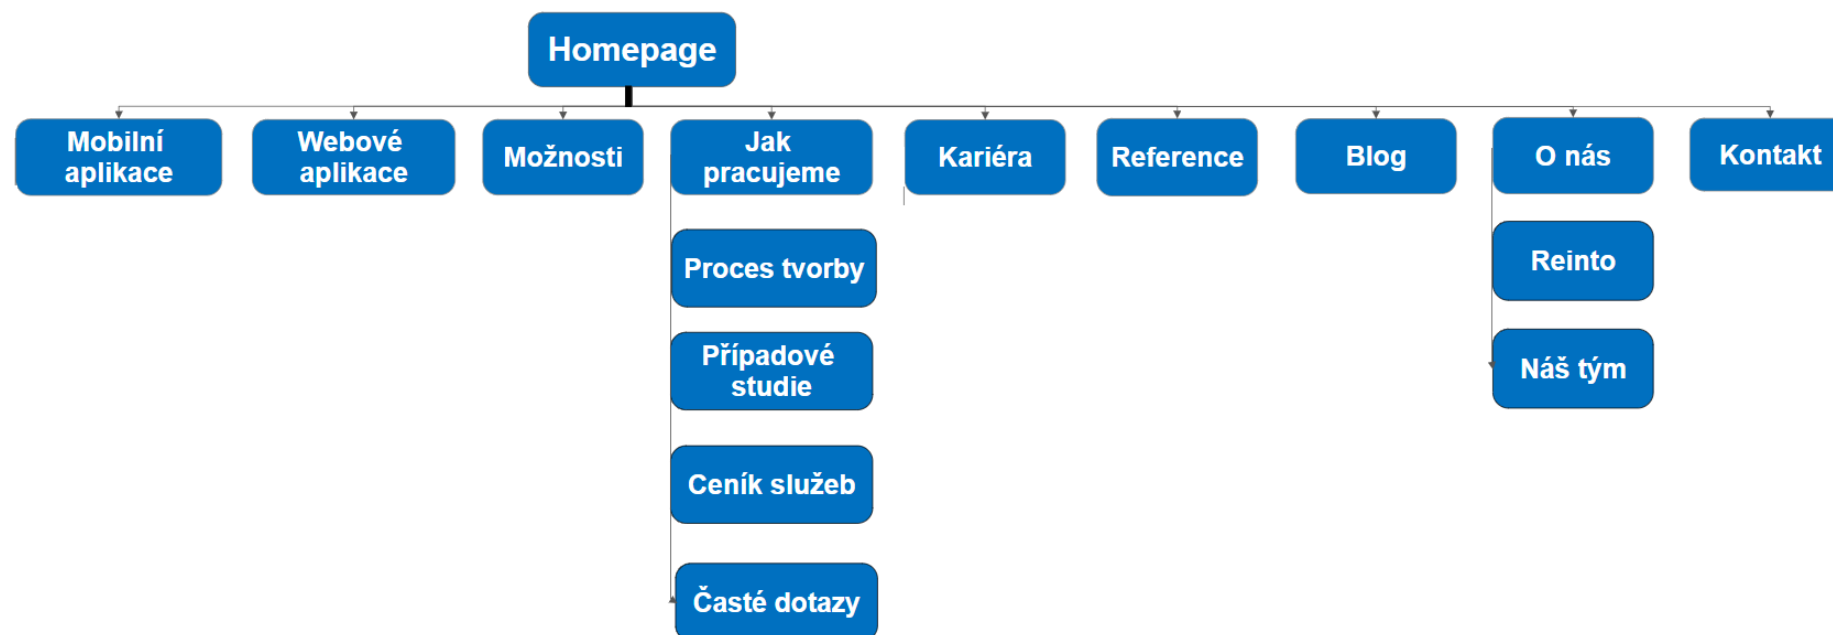 Homepage
Mobilní
aplikace
Webové
aplikace
Možnosti
Jak
pracujeme
Kariéra
Reference
Blog
O nás
Kontakt
Proces tvorby
Případové
studie
Ceník služeb
Časté dotazy
Reinto
Náš tým